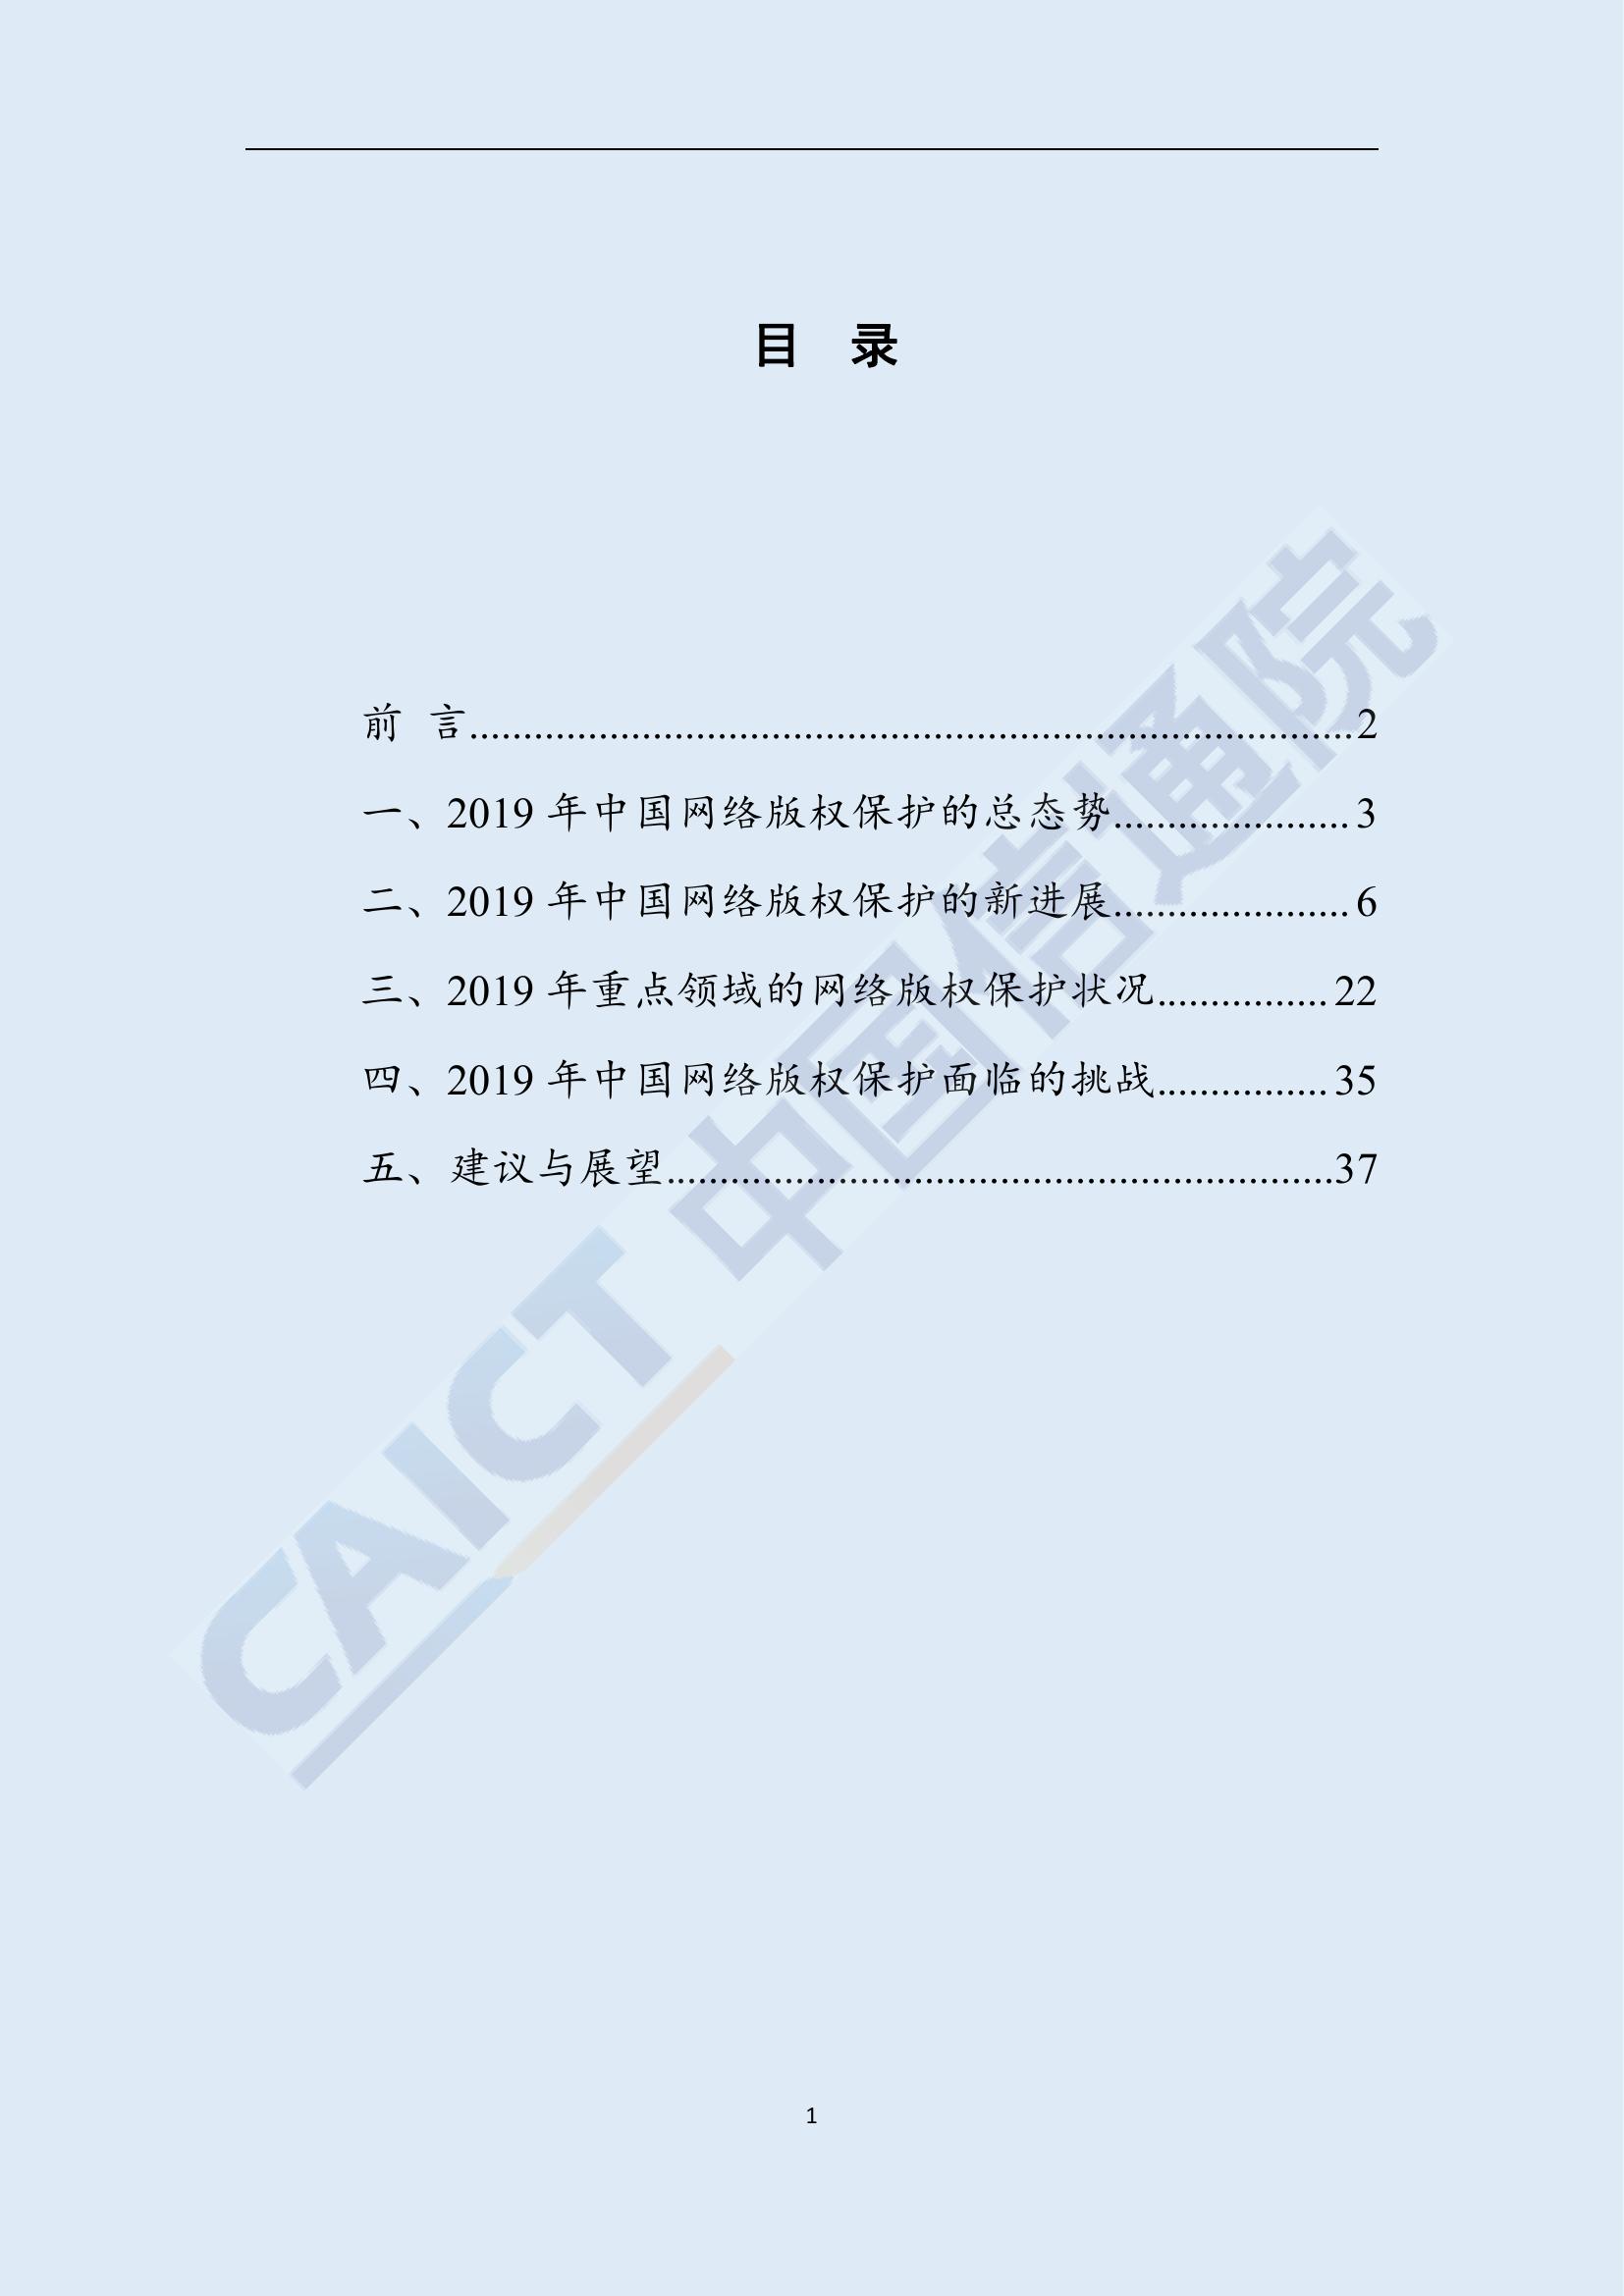 目 录
前 言....................................................................................2
一、2019 年中国网络版权保护的总态势...................... 3
二、2019 年中国网络版权保护的新进展...................... 6
三、2019 年重点领域的网络版权保护状况................ 22
四、2019 年中国网络版权保护面临的挑战................ 35
五、建议与展望...............................................................37
CAICT 中国信通院
1